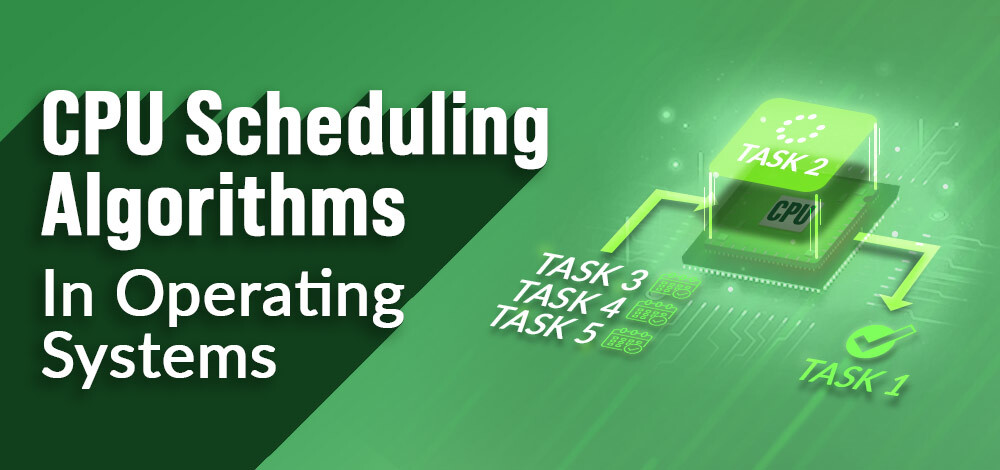 CPU Scheduling
Algorithms
In Operating
Systems
TASK 2
CPU
TASK 3
TASK 4
TASK 5
TASK 1